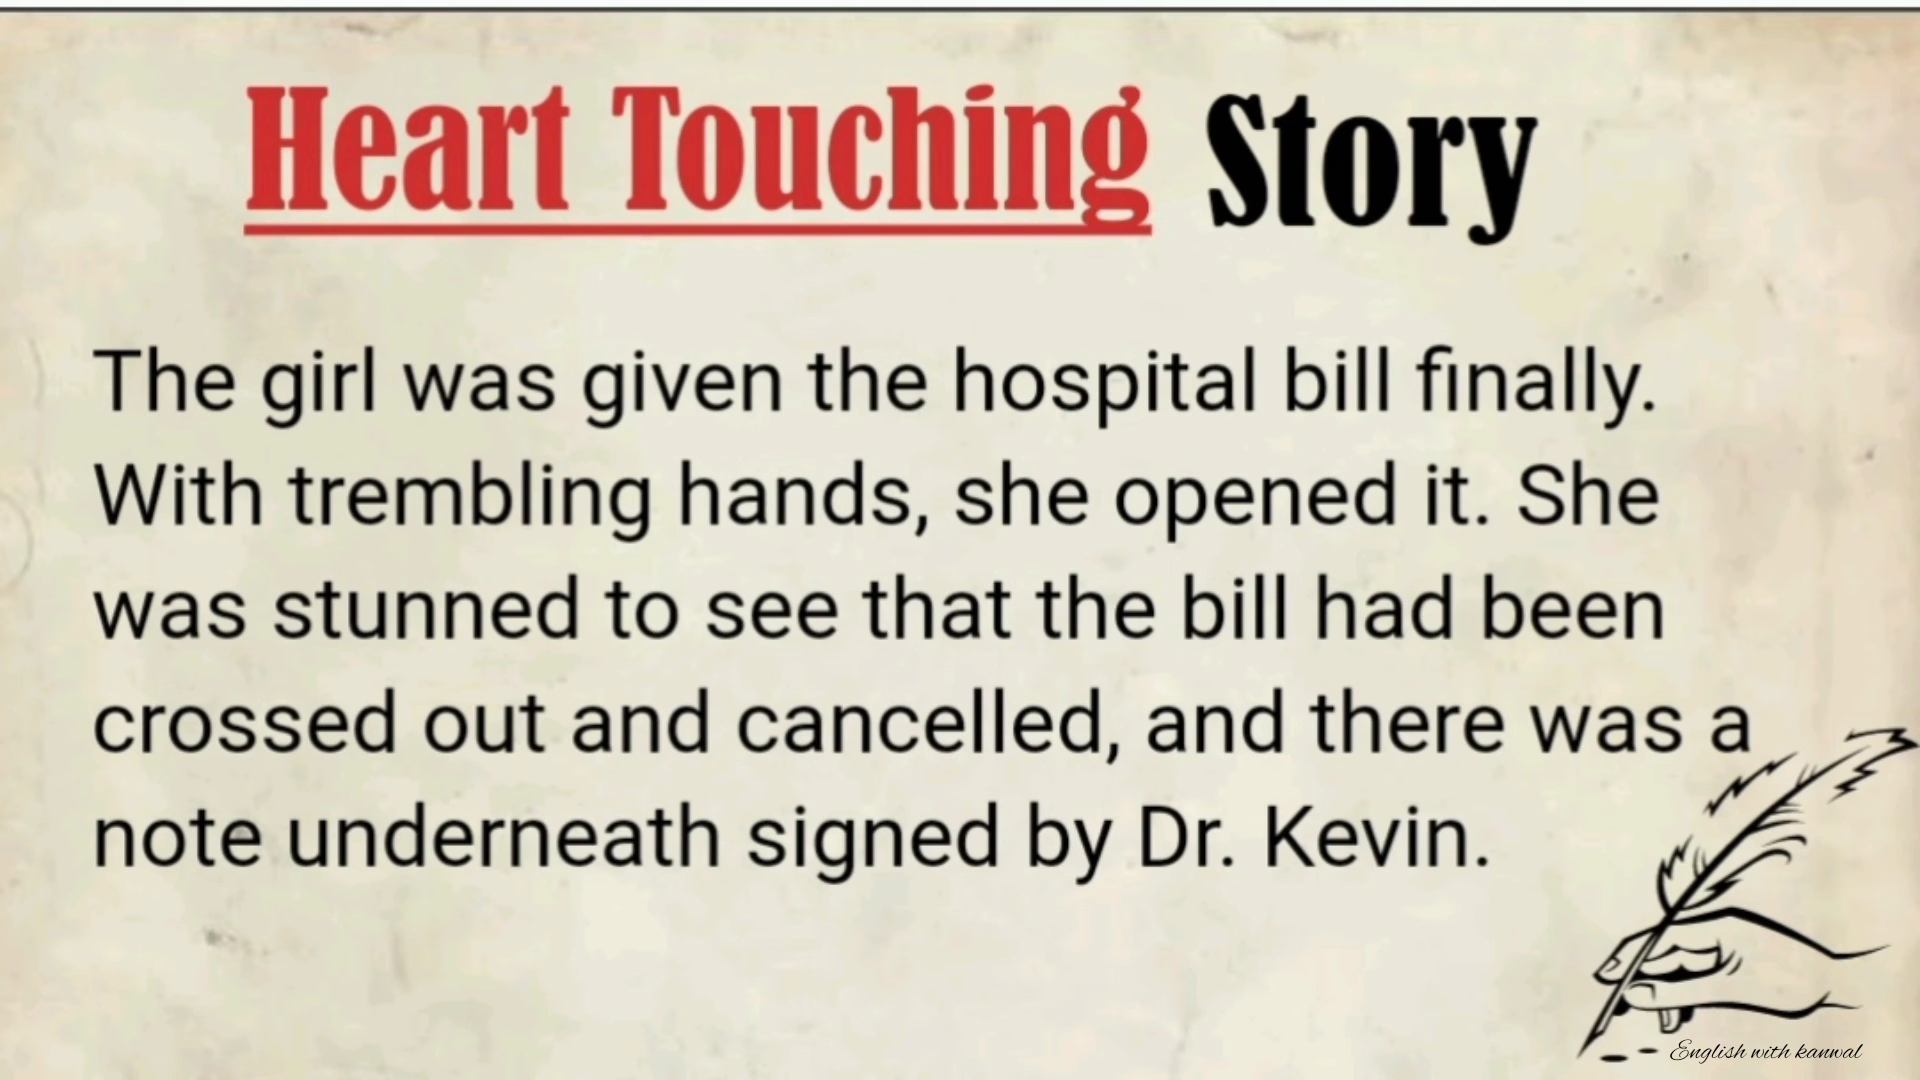 Heart Touching Story
The girl was given the hospital bill finally.
With trembling hands, she opened it. She
was stunned to see that the bill had been
crossed out and cancelled, and there was a
note underneath signed by Dr. Kevin.
English with kanwal